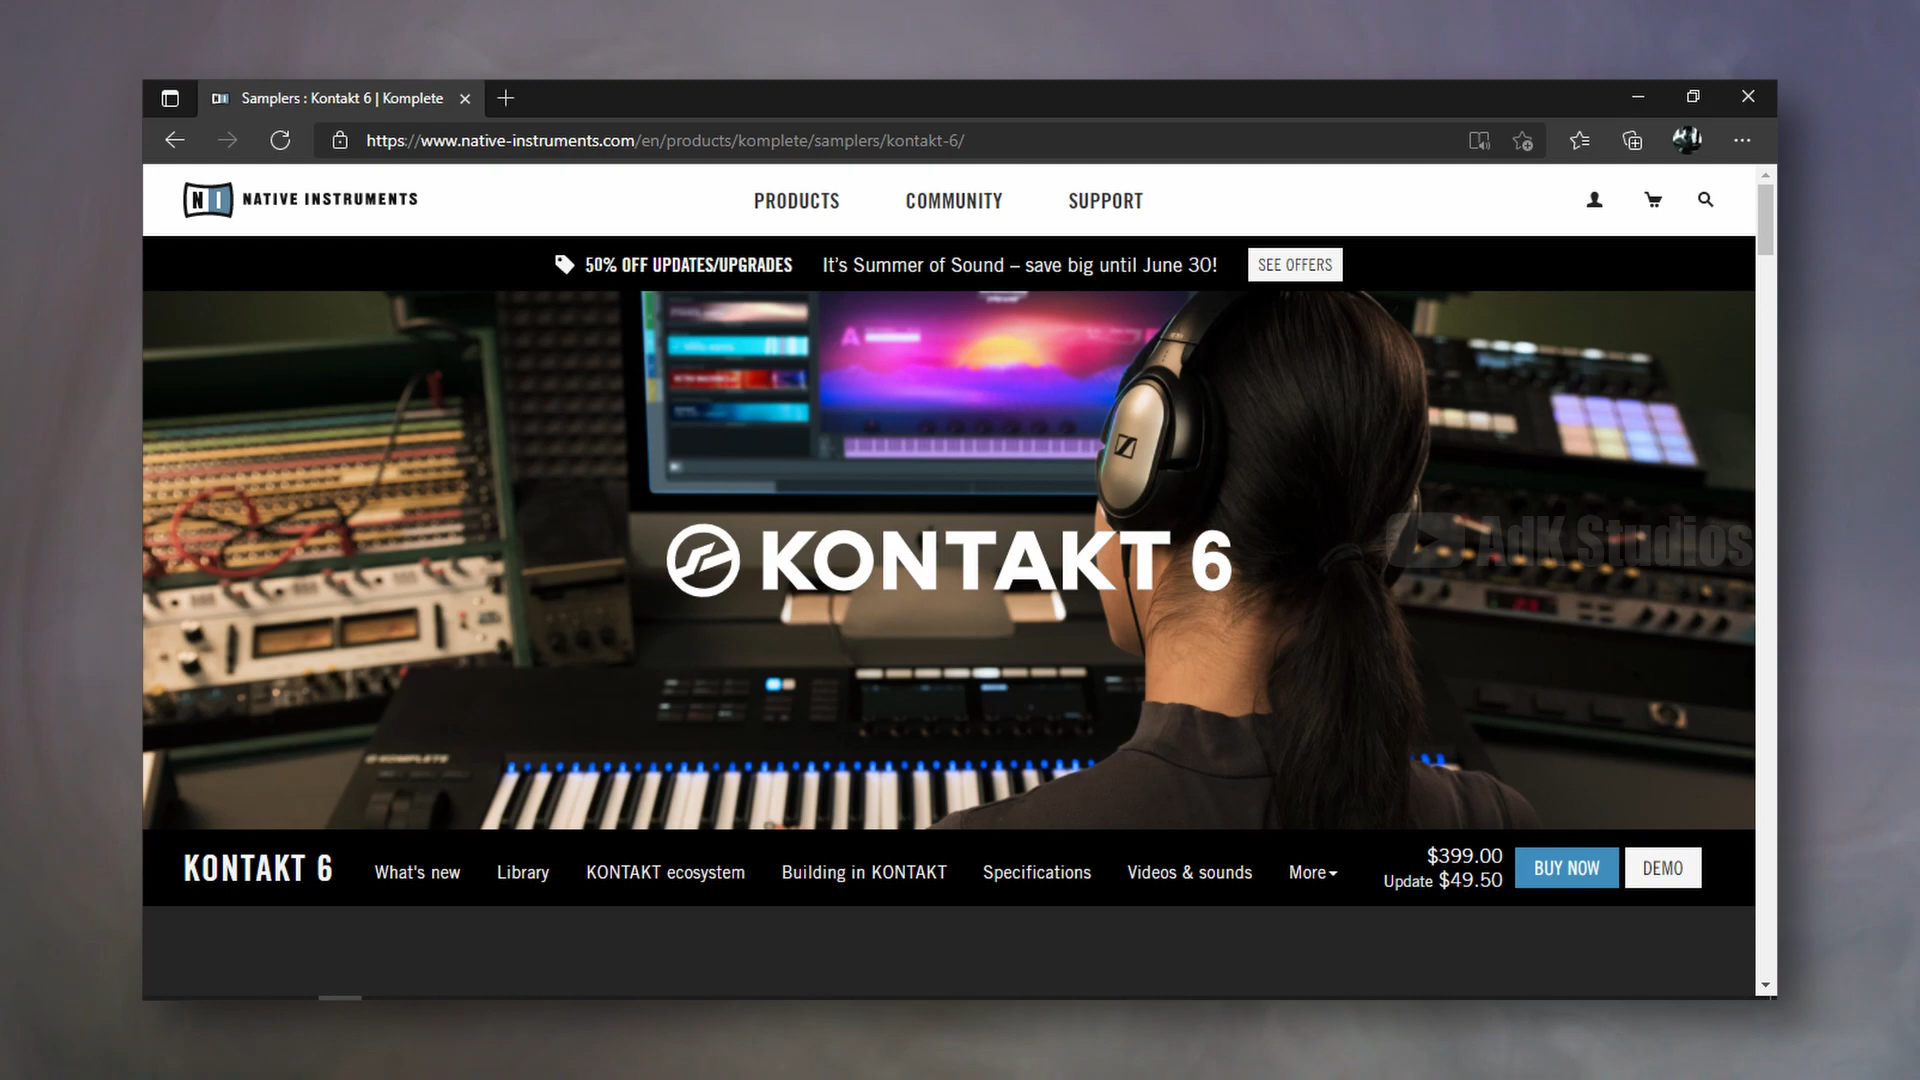 Samplers : Kontakt 6 | Komplete
https://www.native-instruments.com/en/products/komplete/samplers/kontakt-6/
NI NATIVE INSTRUMENTS
PRODUCTS COMMUNITY SUPPORT
50% OFF UPDATES/UPGRADES It's Summer of Sound – save big until June 30! SEE OFFERS
KONTAKT 6
AdK Studios
KOMPLETE
KONTAKT 6 What's new Library KONTAKT ecosystem Building in KONTAKT Specifications Videos & sounds More
$399.00
Update $49.50
BUY NOW DEMO